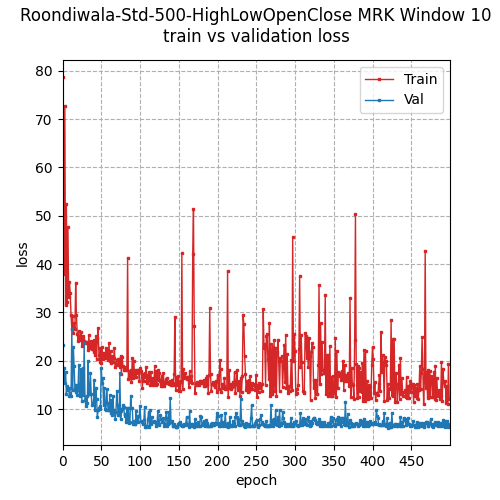 Roondiwala-Std-500-HighLowOpenClose MRK Window 10
train vs validation loss
Train
Val
80
70
60
50
40
30
20
10
loss
0 50 100 150 200 250 300 350 400 450
epoch